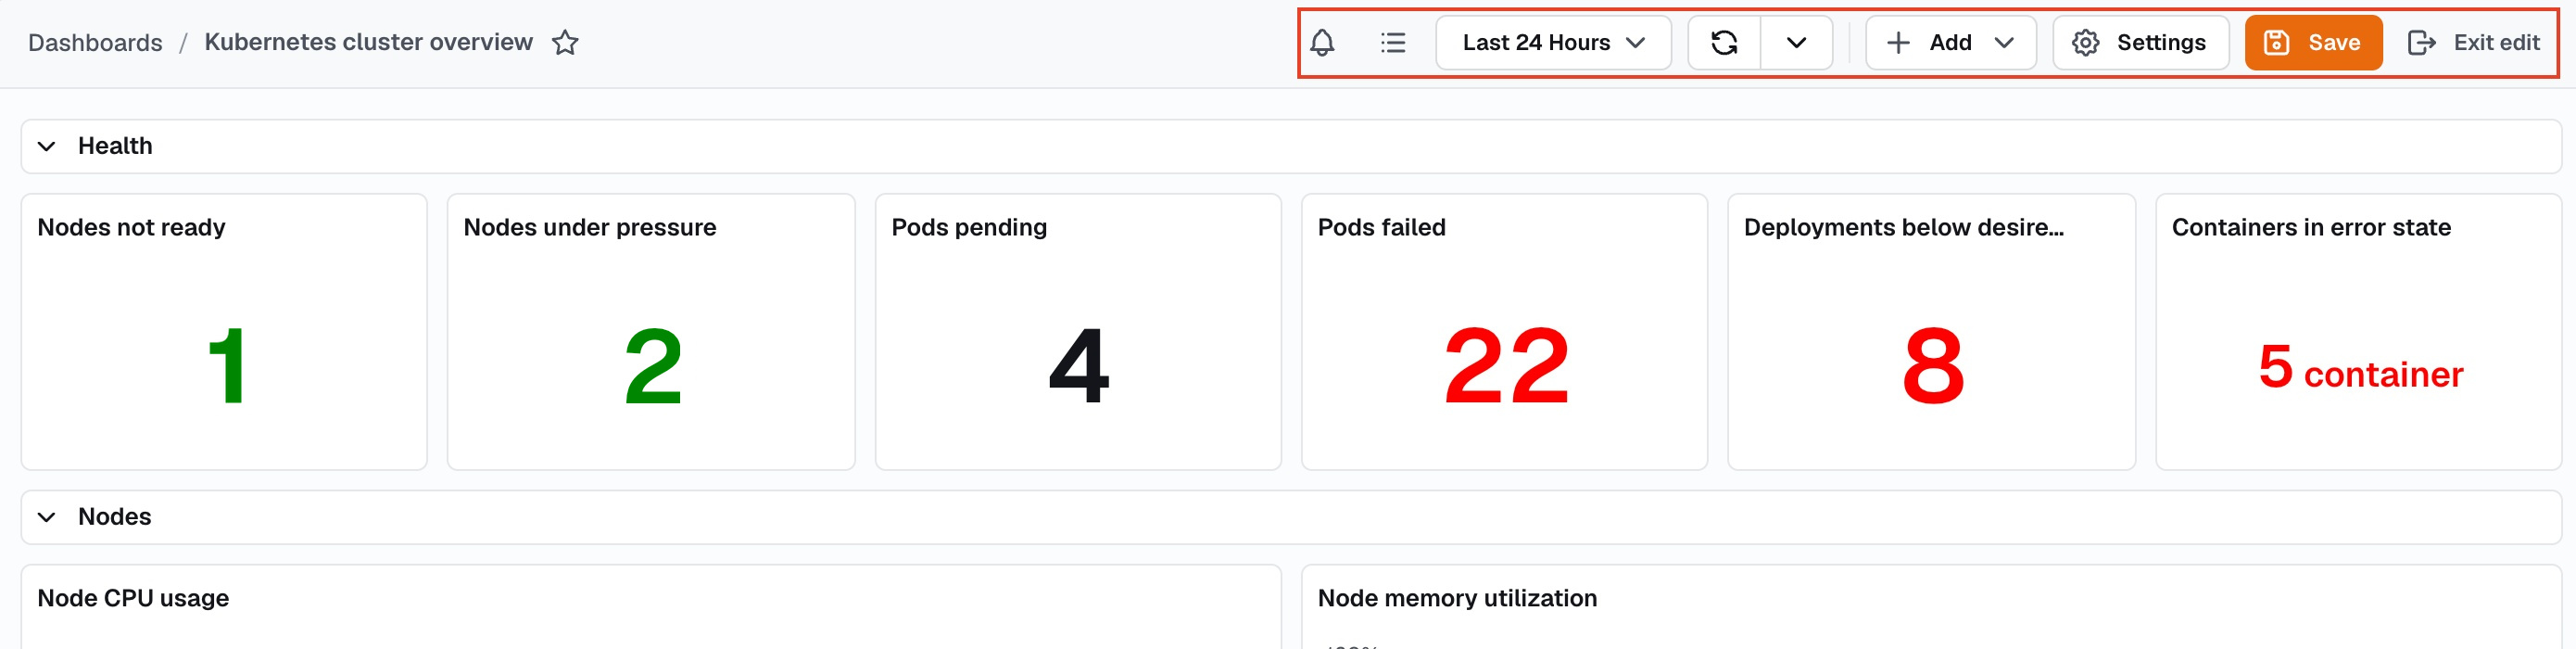 Dashboards / Kubernetes cluster overview
Last 24 Hours
Add
Settings
Save
Exit edit
Health
Nodes not ready
1
Nodes under pressure
2
Pods pending
4
Pods failed
22
Deployments below desire...
8
Containers in error state
5 container
Nodes
Node CPU usage
Node memory utilization